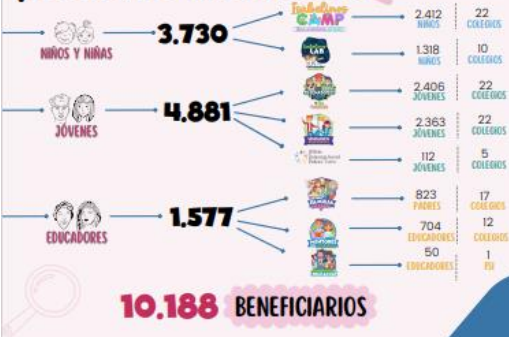 NIÑOS Y NIÑAS
3.730
CAMP
2.412
NIÑOS
22
COLEGIOS
LAB
1.318
NIÑOS
10
COLEGIOS
JÓVENES
4.881
2.406
JÓVENES
22
COLEGIOS
2.363
JÓVENES
22
COLEGIOS
112
JÓVENES
5
COLEGIOS
EDUCADORES
1.577
823
PADRES
17
COLEGIOS
704
EDUCADORES
12
COLEGIOS
50
EDUCADORES
1
10.188 BENEFICIARIOS